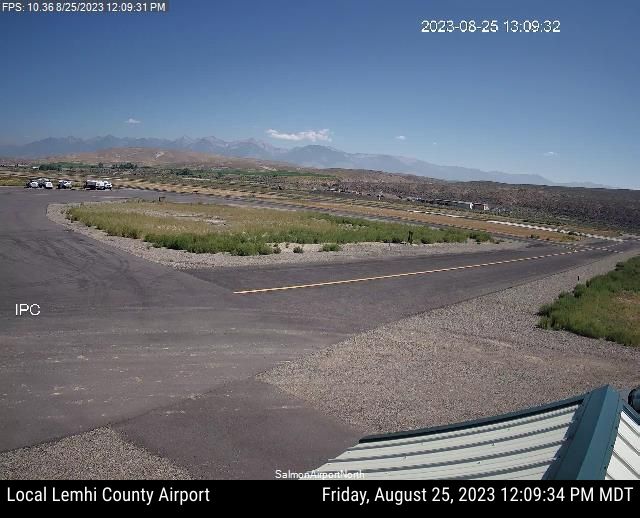 FPS: 10.36 8/25/2023 12:09:31 PM
2023-08-25 13:09:32
IPC
SalmonAirportNorth
Local Lemhi County Airport
Friday, August 25, 2023 12:09:34 PM MDT